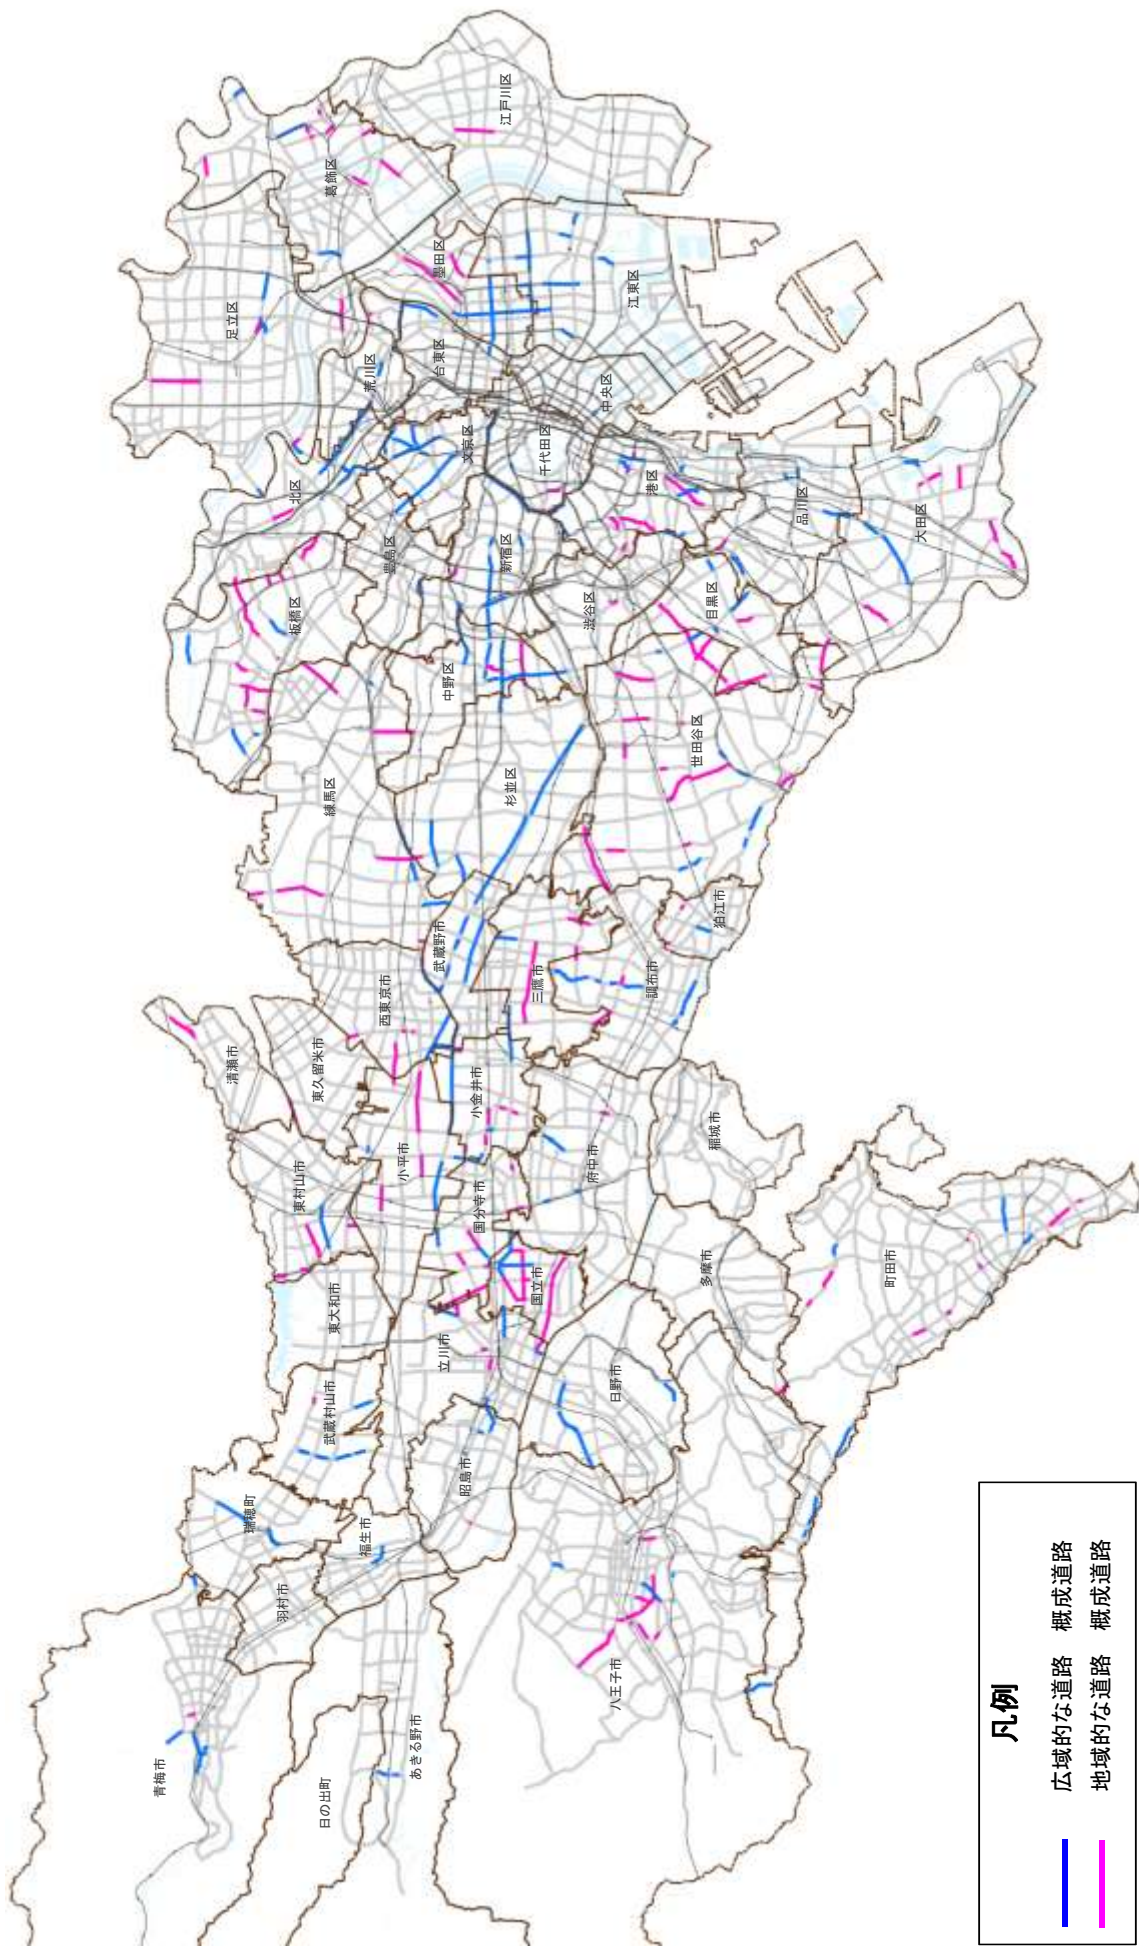 江戸川区
葛飾区
足立区
墨田区
江東区
台東区
荒川区
中央区
文京区
千代田区
北区
港区
品川区
大田区
豊島区
新宿区
渋谷区
目黒区
板橋区
中野区
世田谷区
練馬区
杉並区
武蔵野市
狛江市
三鷹市
調布市
西東京市
清瀬市
東久留米市
小金井市
稲城市
小平市
府中市
東村山市
国分寺市
多摩市
町田市
東大和市
国立市
立川市
日野市
武蔵村山市
昭島市
瑞穂町
福生市
羽村市
八王子市
青梅市
あきる野市
日の出町
凡例
広域的な道路 概成道路
地域的な道路 概成道路